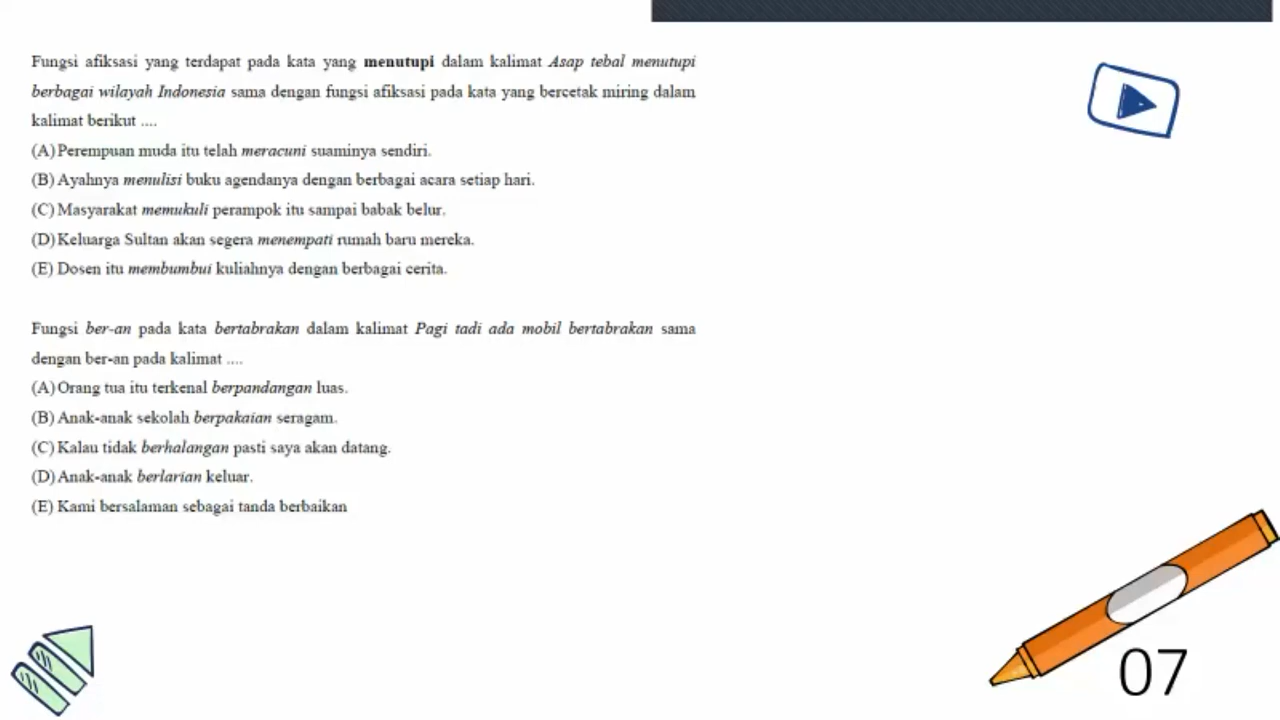 Fungsi afiksasi yang terdapat pada kata yang menutupi dalam kalimat Asap tebal menutupi
berbagai wilayah Indonesia sama dengan fungsi afiksasi pada kata yang bercetak miring dalam
kalimat berikut ....
(A) Perempuan muda itu telah meracuni suaminya sendiri.
(B) Ayahnya menulisi buku agendanya dengan berbagai acara setiap hari.
(C) Masyarakat memukuli perampok itu sampai babak belur.
(D) Keluarga Sultan akan segera menempati rumah baru mereka.
(E) Dosen itu membumbui kuliahnya dengan berbagai cerita.
Fungsi ber-an pada kata bertabrakan dalam kalimat Pagi tadi ada mobil bertabrakan sama
dengan ber-an pada kalimat ....
(A) Orang tua itu terkenal berpandangan luas.
(B) Anak-anak sekolah berpakaian seragam.
(C) Kalau tidak berhalangan pasti saya akan datang.
(D) Anak-anak berlarian keluar.
(E) Kami bersalaman sebagai tanda berbaikan
07